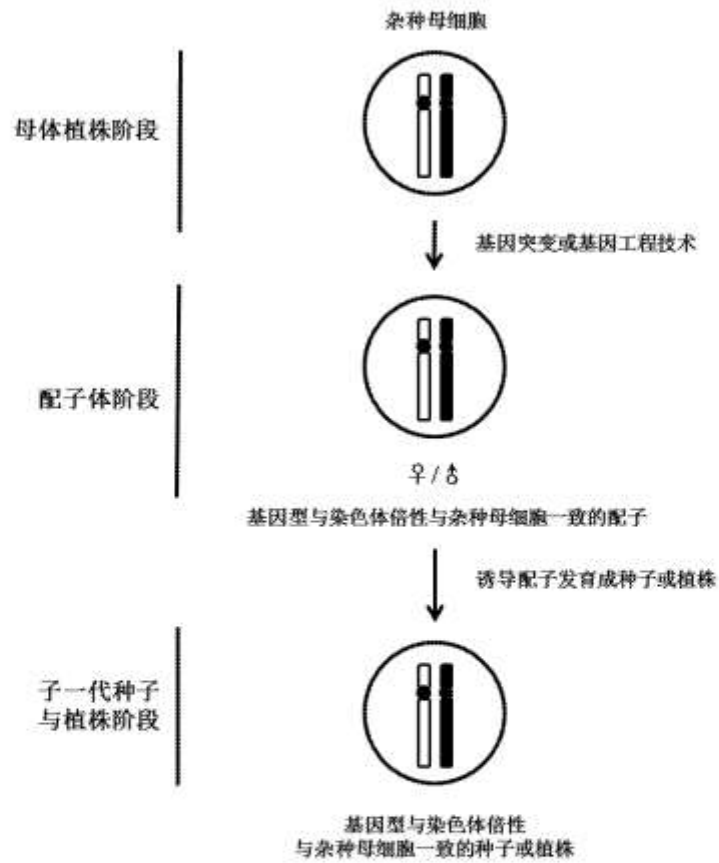 杂种母细胞
母体植株阶段
基因突变或基因工程技术
配子体阶段
♀/♂
基因型与染色体倍性与杂种母细胞一致的配子
诱导配子发育成种子或植株
子一代种子
与植株阶段
基因型与染色体倍性
与杂种母细胞一致的种子或植株